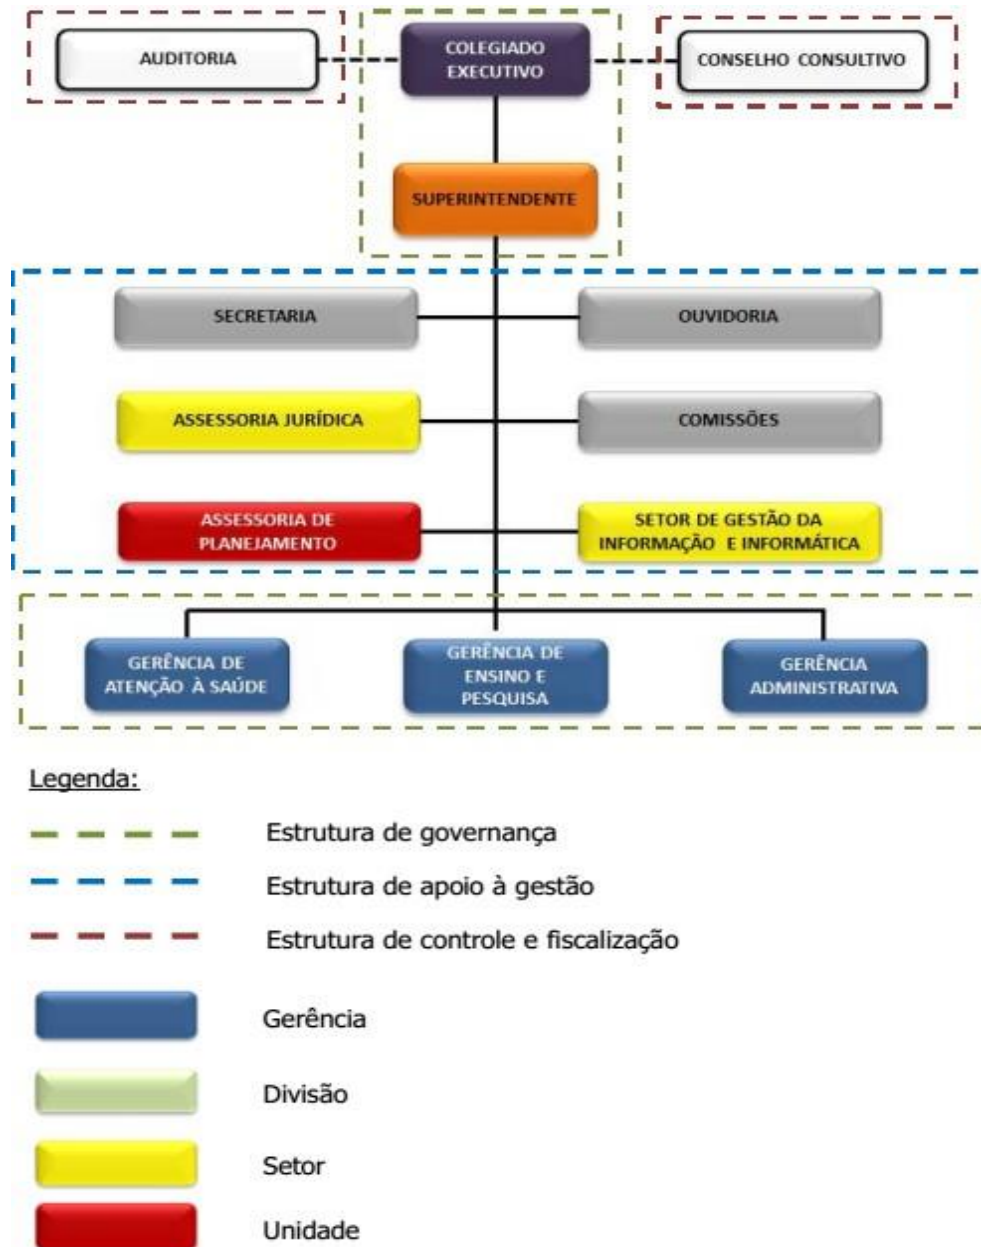 AUDITORIA
COLEGIADO
EXECUTIVO
CONSELHO CONSULTIVO
SUPERINTENDENTE
SECRETARIA
OUVIDORIA
ASSESSORIA JURÍDICA
COMISSÕES
ASSESSORIA DE
PLANEJAMENTO
SETOR DE GESTÃO DA
INFORMAÇÃO E INFORMÁTICA
GERÊNCIA DE
ATENÇÃO À SAÚDE
GERÊNCIA DE
ENSINO E
PESQUISA
GERÊNCIA
ADMINISTRATIVA
Legenda:
Estrutura de governança
Estrutura de apoio à gestão
Estrutura de controle e fiscalização
Gerência
Divisão
Setor
Unidade